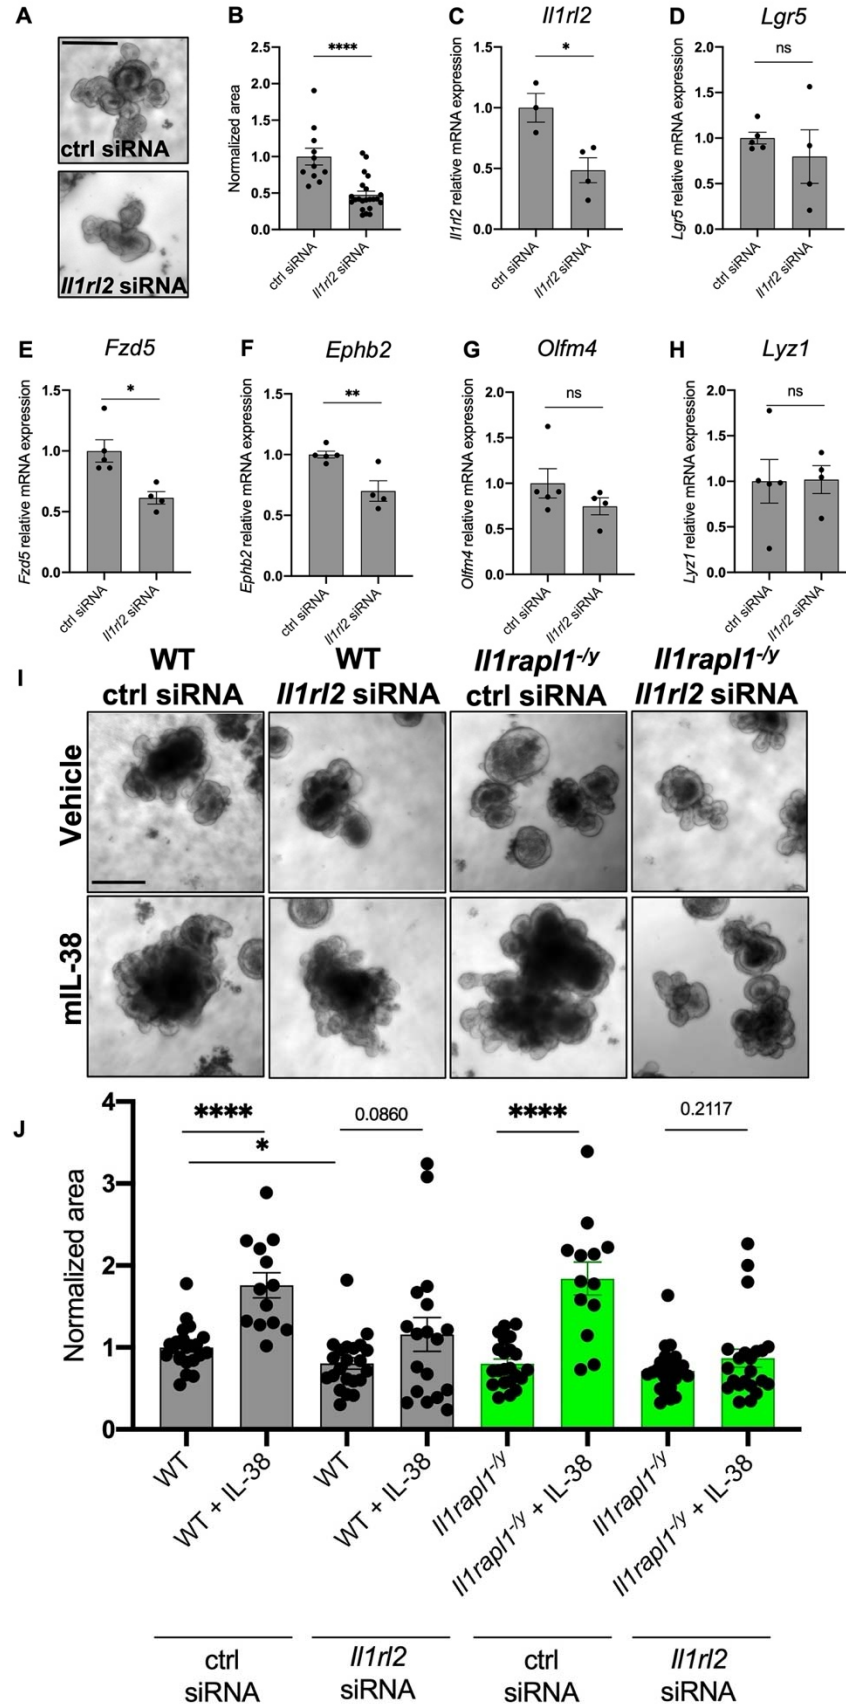 A
ctrl siRNA
Il1rl2 siRNA
B
****
Normalized area
2.5
2.0
1.5
1.0
0.5
0.0
ctrl siRNA
Il1rl2 siRNA
C
Il1rl2
*
Il1rl2 relative mRNA expression
1.5
1.0
0.5
0.0
ctrl siRNA
Il1rl2 siRNA
D
Lgr5
ns
Lgr5 relative mRNA expression
2.0
1.5
1.0
0.5
0.0
ctrl siRNA
Il1rl2 siRNA
E
Fzd5
*
Fzd5 relative mRNA expression
1.5
1.0
0.5
0.0
ctrl siRNA
Il1rl2 siRNA
F
Ephb2
**
Ephb2 relative mRNA expression
1.5
1.0
0.5
0.0
ctrl siRNA
Il1rl2 siRNA
G
Olfm4
ns
Olfm4 relative mRNA expression
2.0
1.5
1.0
0.5
0.0
ctrl siRNA
Il1rl2 siRNA
H
Lyz1
ns
Lyz1 relative mRNA expression
2.0
1.5
1.0
0.5
0.0
ctrl siRNA
Il1rl2 siRNA
I
WT
ctrl siRNA
WT
Il1rl2 siRNA
Il1rapl1-/y
ctrl siRNA
Il1rapl1-/y
Il1rl2 siRNA
Vehicle
mIL-38
J
Normalized area
4
3
2
1
0
****
*
0.0860
****
0.2117
WT
WT + IL-38
WT
WT + IL-38
Il1rapl1-/y
Il1rapl1-/y + IL-38
Il1rapl1-/y
Il1rapl1-/y + IL-38
ctrl
siRNA
Il1rl2
siRNA
ctrl
siRNA
Il1rl2
siRNA